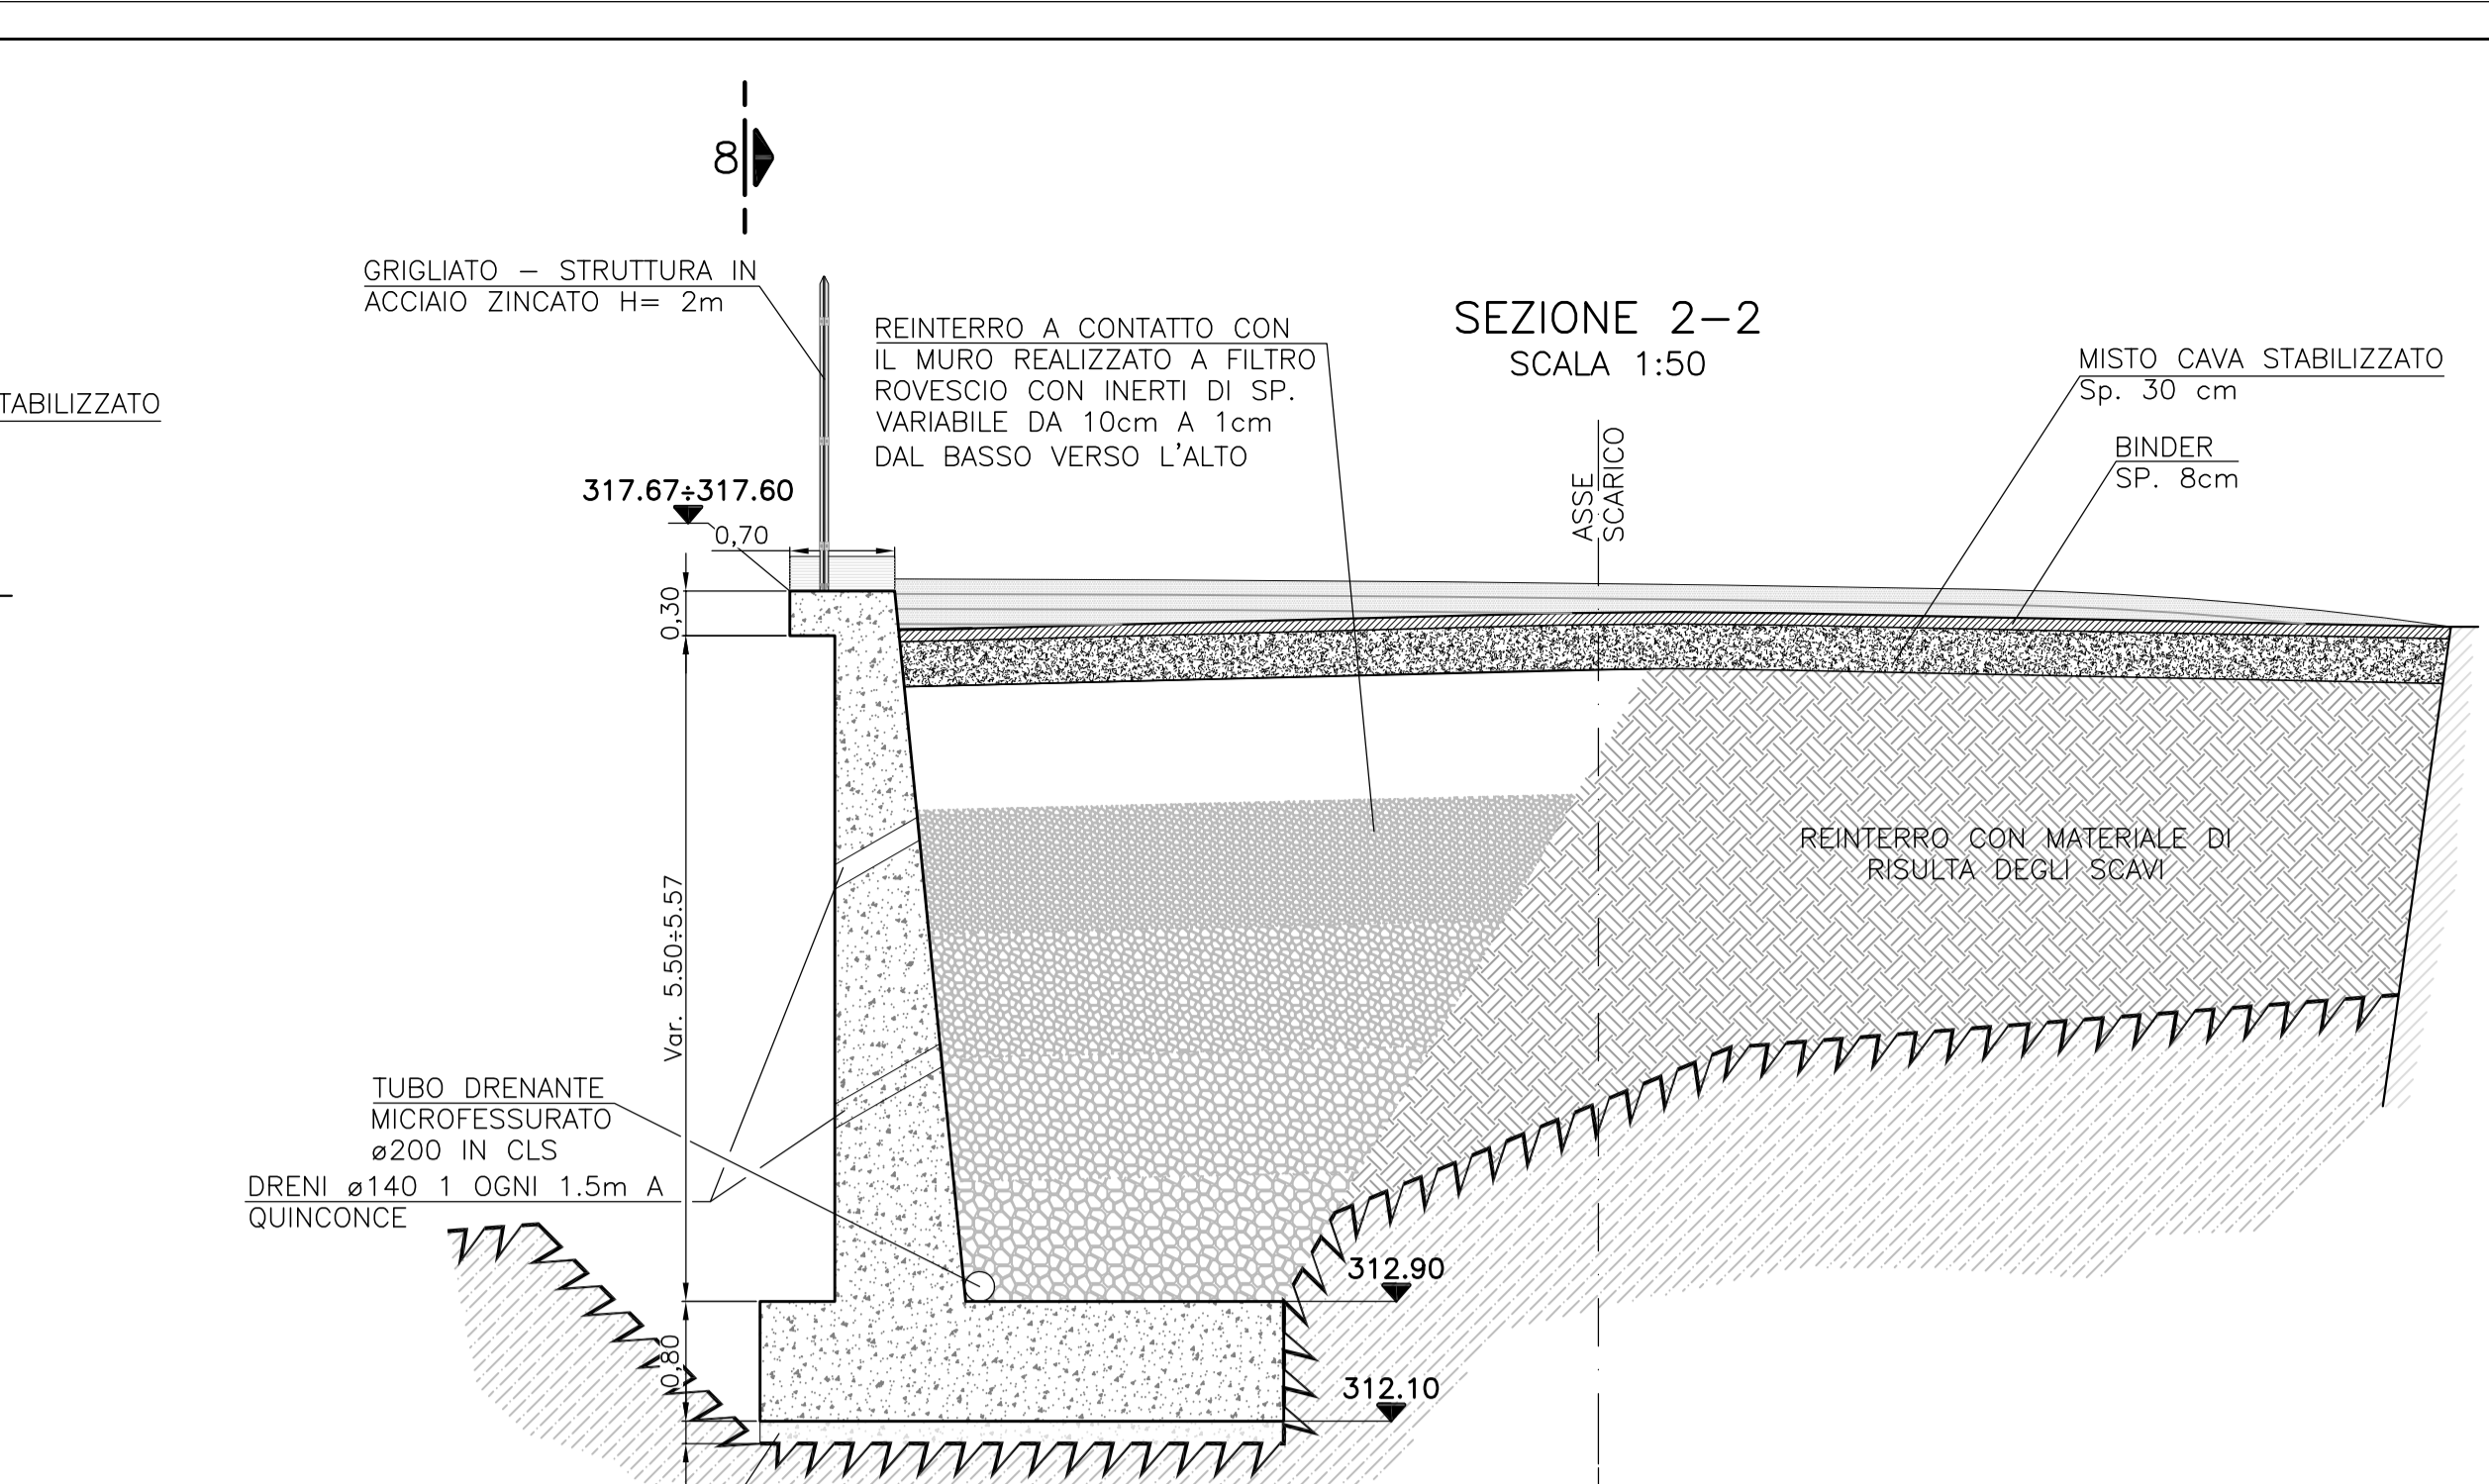 8
GRIGLIATO – STRUTTURA IN
ACCIAIO ZINCATO H= 2m
REINTERRO A CONTATTO CON
IL MURO REALIZZATO A FILTRO
ROVESCIO CON INERTI DI SP.
VARIABILE DA 10cm A 1cm
DAL BASSO VERSO L'ALTO
SEZIONE 2–2
SCALA 1:50
MISTO CAVA STABILIZZATO
Sp. 30 cm
BINDER
SP. 8cm
TABILIZZATO
ASSE
SCARICO
317.67÷317.60
0,70
0,30
Var. 5.50÷5.57
REINTERRO CON MATERIALE DI
RISULTA DEGLI SCAVI
TUBO DRENANTE
MICROFESSURATO
ø200 IN CLS
DRENI ø140 1 OGNI 1.5m A
QUINCONCE
312.90
0,80
312.10